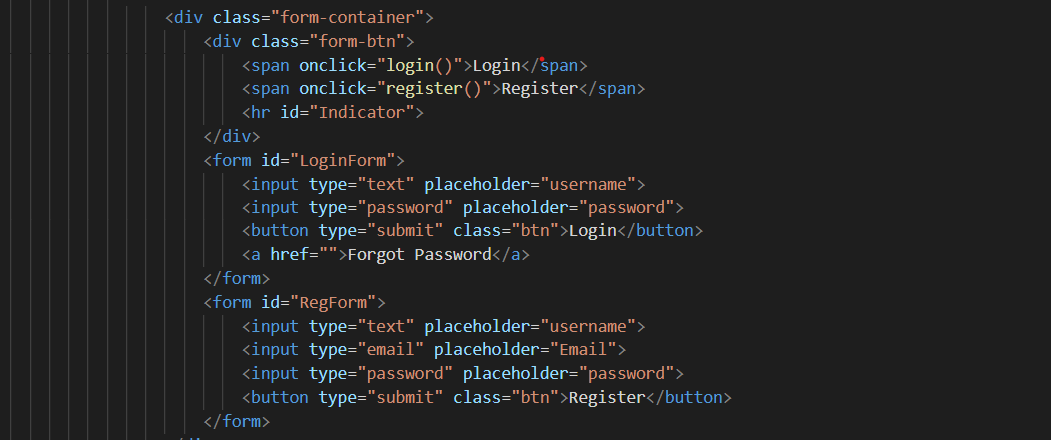 <div class="form-container">
<div class="form-btn">
<span onclick="login()">Login</span>
<span onclick="register()">Register</span>
<hr id="Indicator">
</div>
<form id="LoginForm">
<input type="text" placeholder="username">
<input type="password" placeholder="password">
<button type="submit" class="btn">Login</button>
<a href="">Forgot Password</a>
</form>
<form id="RegForm">
<input type="text" placeholder="username">
<input type="email" placeholder="Email">
<input type="password" placeholder="password">
<button type="submit" class="btn">Register</button>
</form>